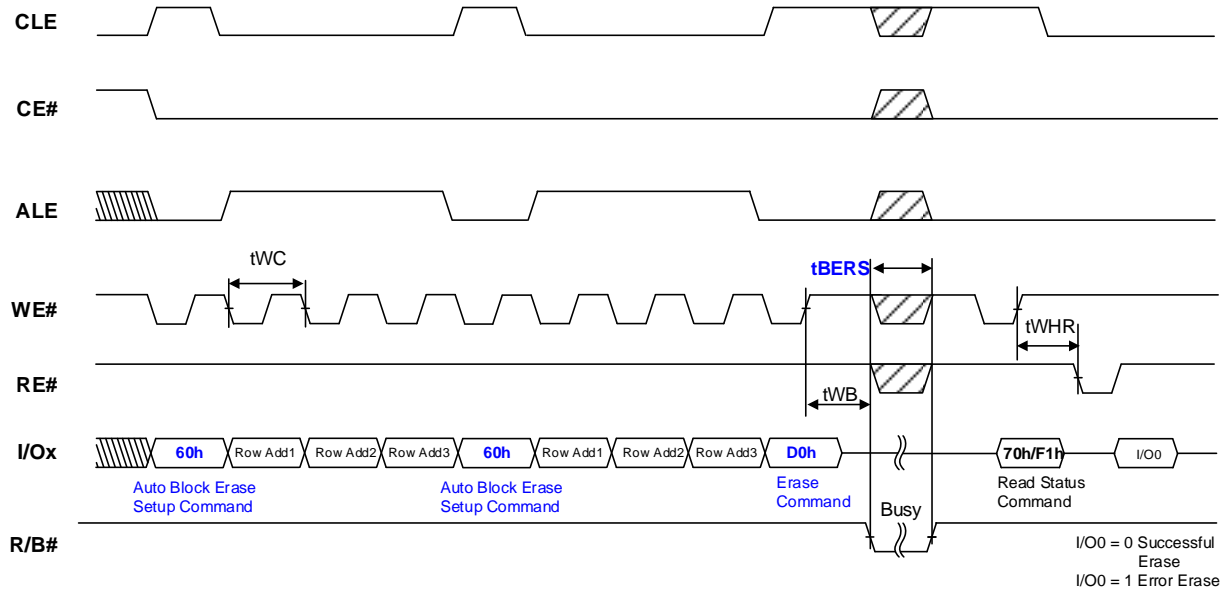 CLE
CE#
ALE
tWC
tBERS
WE#
tWHR
RE#
tWB
I/Ox 60h Row Add1 Row Add2 Row Add3 60h Row Add1 Row Add2 Row Add3 D0h 70h/F1h I/O0
Auto Block Erase Auto Block Erase Erase Read Status
Setup Command Setup Command Command Command
Busy
R/B#
I/O0 = 0 Successful
Erase
I/O0 = 1 Error Erase